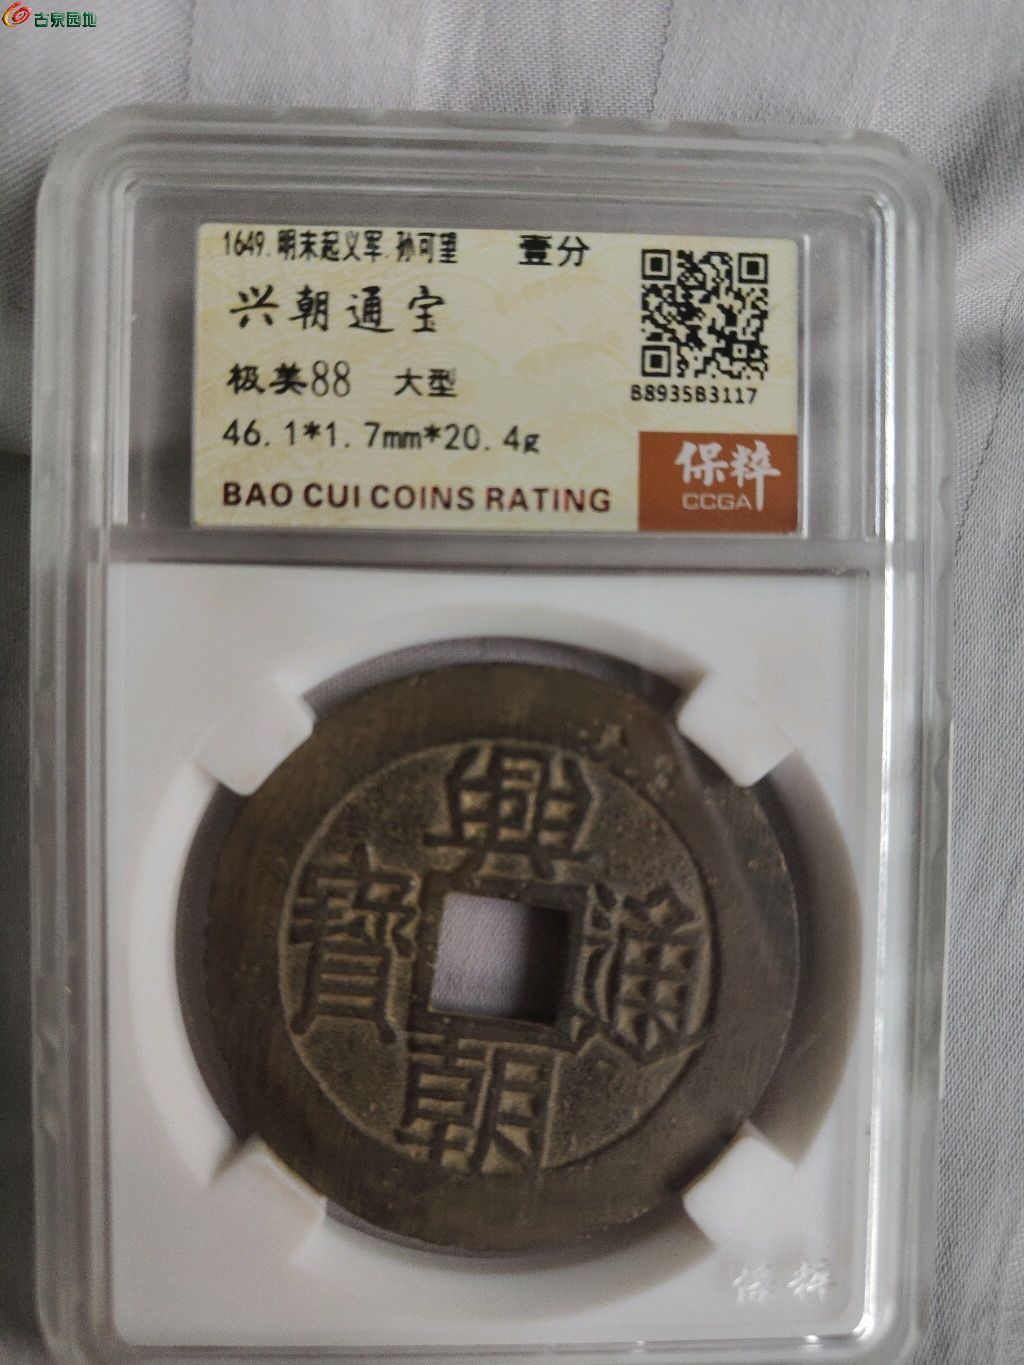 古泉园地
1649.明末起义军.孙可望 壹分
兴朝通宝
极美88 大型
46.1*1.7mm*20.4g
BAO CUI COINS RATING
B8935B3117
保粹
CCGA
興
寶 通
朝
保粹